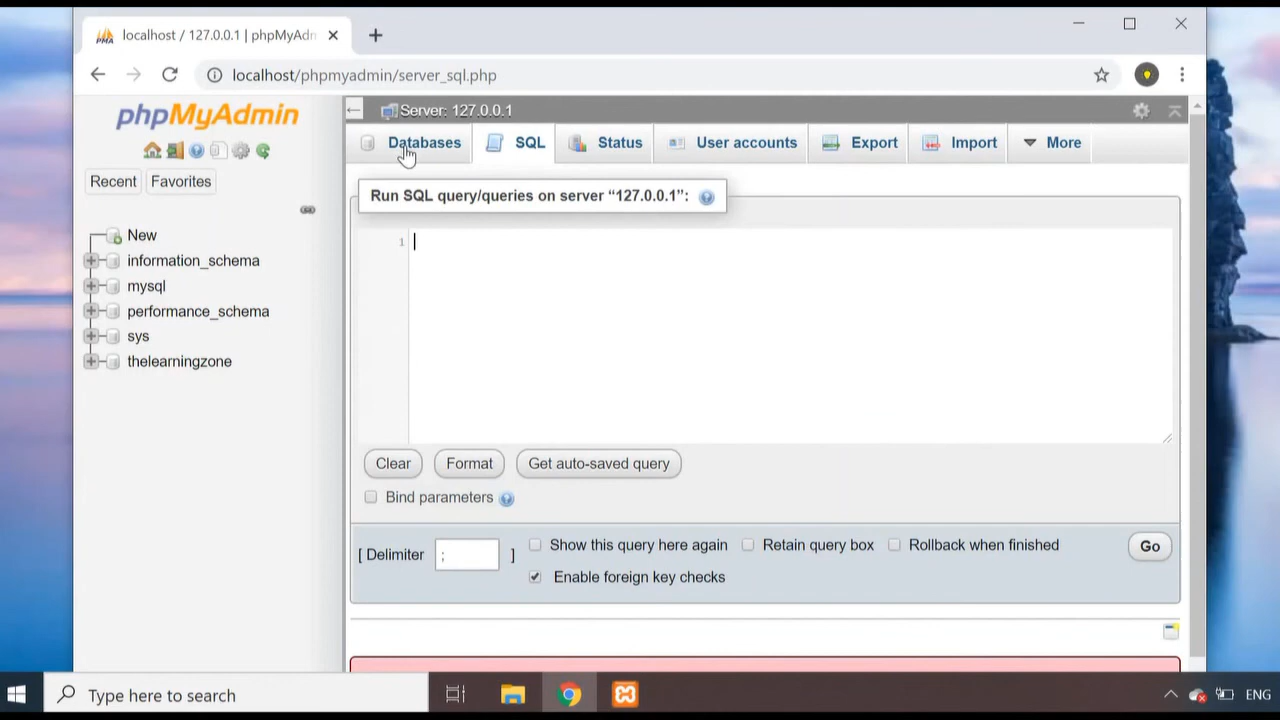 localhost / 127.0.0.1 | phpMyAdn
localhost/phpmyadmin/server_sql.php
phpMyAdmin
Recent
Favorites
New
information_schema
mysql
performance_schema
sys
thelearningzone
Server: 127.0.0.1
Databases
SQL
Status
User accounts
Export
Import
More
Run SQL query/queries on server “127.0.0.1”:
1
Clear
Format
Get auto-saved query
Bind parameters
[ Delimiter ; ]
Show this query here again
Retain query box
Rollback when finished
Enable foreign key checks
Go
Type here to search
ENG